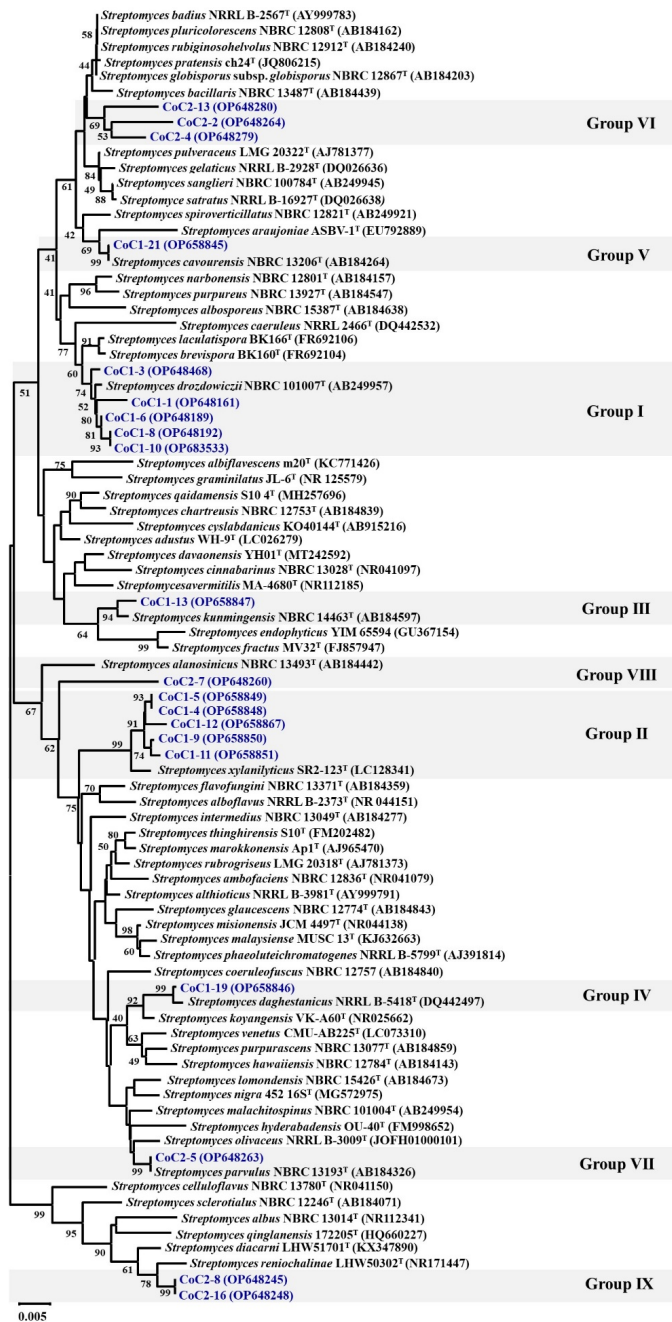 Streptomyces badius NRRL B-2567ᵀ (AY999783)
58
Streptomyces pluricolorescens NBRC 12808ᵀ (AB184162)
Streptomyces rubiginosohelvolus NBRC 12912ᵀ (AB184240)
44
Streptomyces pratensis ch24ᵀ (JQ806215)
Streptomyces globisporus subsp. globisporus NBRC 12867ᵀ (AB184203)
Streptomyces bacillaris NBRC 13487ᵀ (AB184439)
CoC2-13 (OP648280)
69
CoC2-2 (OP648264)
Group VI
53
CoC2-4 (OP648279)
Streptomyces pulveraceus LMG 20322ᵀ (AJ781377)
84
Streptomyces gelaticus NRRL B-2928ᵀ (DQ026636)
61
49
Streptomyces sanglieri NBRC 100784ᵀ (AB249945)
88
Streptomyce satratus NRRL B-16927ᵀ (DQ026638)
Streptomyces spiroverticillatus NBRC 12821ᵀ (AB249921)
42
Streptomyces araujoniae ASBV-1ᵀ (EU792889)
69
CoC1-21 (OP658845)
Group V
41
99
Streptomyces cavourensis NBRC 13206ᵀ (AB184264)
Streptomyces narbonensis NBRC 12801ᵀ (AB184157)
41
96
Streptomyces purpureus NBRC 13927ᵀ (AB184547)
Streptomyces albosporeus NBRC 15387ᵀ (AB184638)
Streptomyces caeruleus NRRL 2466ᵀ (DQ442532)
77
91
Streptomyces laculatispora BK166ᵀ (FR692106)
Streptomyces brevispora BK160ᵀ (FR692104)
60
CoC1-3 (OP648468)
51
74
Streptomyces drozdowiczii NBRC 101007ᵀ (AB249957)
52
CoC1-1 (OP648161)
Group I
80
CoC1-6 (OP648189)
81
CoC1-8 (OP648192)
93
CoC1-10 (OP683533)
75
Streptomyces albiflavescens m20ᵀ (KC771426)
Streptomyces graminilatus JL-6ᵀ (NR 125579)
90
Streptomyces qaidamensis S10 4ᵀ (MH257696)
Streptomyces chartreusis NBRC 12753ᵀ (AB184839)
Streptomyces cyslabdanicus KO40144ᵀ (AB915216)
Streptomyces adustus WH-9ᵀ (LC026279)
Streptomyces davaonensis YH01ᵀ (MT242592)
Streptomyces cinnabarinus NBRC 13028ᵀ (NR041097)
Streptomycesavermitilis MA-4680ᵀ (NR112185)
CoC1-13 (OP658847)
Group III
94
Streptomyces kunmingensis NBRC 14463ᵀ (AB184597)
64
Streptomyces endophyticus YIM 65594 (GU367154)
99
Streptomyces fractus MV32ᵀ (FJ857947)
Streptomyces alanosinicus NBRC 13493ᵀ (AB184442)
CoC2-7 (OP648260)
Group VIII
67
93
CoC1-5 (OP658849)
CoC1-4 (OP658848)
62
91
CoC1-12 (OP658867)
Group II
99
CoC1-9 (OP658850)
74
CoC1-11 (OP658851)
Streptomyces xylanilyticus SR2-123ᵀ (LC128341)
70
Streptomyces flavofungini NBRC 13371ᵀ (AB184359)
75
Streptomyces alboflavus NRRL B-2373ᵀ (NR 044151)
Streptomyces intermedius NBRC 13049ᵀ (AB184277)
80
Streptomyces thinghirensis S10ᵀ (FM202482)
50
Streptomyces marokkonensis Ap1ᵀ (AJ965470)
Streptomyces rubrogriseus LMG 20318ᵀ (AJ781373)
Streptomyces ambofaciens NBRC 12836ᵀ (NR041079)
Streptomyces althioticus NRRL B-3981ᵀ (AY999791)
Streptomyces glaucescens NBRC 12774ᵀ (AB184843)
98
Streptomyces misionensis JCM 4497ᵀ (NR044138)
Streptomyces malaysiense MUSC 13ᵀ (KJ632663)
60
Streptomyces phaeoluteichromatogenes NRRL B-5799ᵀ (AJ391814)
Streptomyces coeruleofuscus NBRC 12757 (AB184840)
99
CoC1-19 (OP658846)
Group IV
92
Streptomyces daghestanicus NRRL B-5418ᵀ (DQ442497)
40
Streptomyces koyangensis VK-A60ᵀ (NR025662)
63
Streptomyces venetus CMU-AB225ᵀ (LC073310)
Streptomyces purpurascens NBRC 13077ᵀ (AB184859)
49
Streptomyces hawaiiensis NBRC 12784ᵀ (AB184143)
Streptomyces lomondensis NBRC 15426ᵀ (AB184673)
Streptomyces nigra 452 16Sᵀ (MG572975)
Streptomyces malachitospinus NBRC 101004ᵀ (AB249954)
Streptomyces hyderabadensis OU-40ᵀ (FM998652)
Streptomyces olivaceus NRRL B-3009ᵀ (JOFH01000101)
CoC2-5 (OP648263)
Group VII
99
Streptomyces parvulus NBRC 13193ᵀ (AB184326)
Streptomyces celluloflavus NBRC 13780ᵀ (NR041150)
99
Streptomyces sclerotialus NBRC 12246ᵀ (AB184071)
95
Streptomyces albus NBRC 13014ᵀ (NR112341)
Streptomyces qinglanensis 172205ᵀ (HQ660227)
90
Streptomyces diacarni LHW51701ᵀ (KX347890)
61
Streptomyces reniochalinae LHW50302ᵀ (NR171447)
78
CoC2-8 (OP648245)
Group IX
99
CoC2-16 (OP648248)
0.005